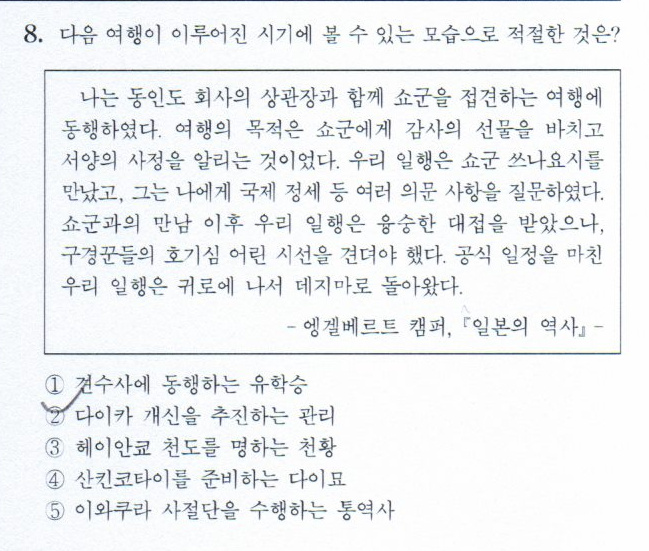 8. 다음 여행이 이루어진 시기에 볼 수 있는 모습으로 적절한 것은?
나는 동인도 회사의 상관장과 함께 쇼군을 접견하는 여행에
동행하였다. 여행의 목적은 쇼군에게 감사의 선물을 바치고
서양의 사정을 알리는 것이었다. 우리 일행은 쇼군 쓰나요시를
만났고, 그는 나에게 국제 정세 등 여러 의문 사항을 질문하였다.
쇼군과의 만남 이후 우리 일행은 융숭한 대접을 받았으나,
구경꾼들의 호기심 어린 시선을 견뎌야 했다. 공식 일정을 마친
우리 일행은 귀로에 나서 데지마로 돌아왔다.
- 엥겔베르트 캠퍼, 『일본의 역사』 -
① 견수사에 동행하는 유학승
② 다이카 개신을 추진하는 관리
③ 헤이안쿄 천도를 명하는 천황
④ 산킨코타이를 준비하는 다이묘
⑤ 이와쿠라 사절단을 수행하는 통역사